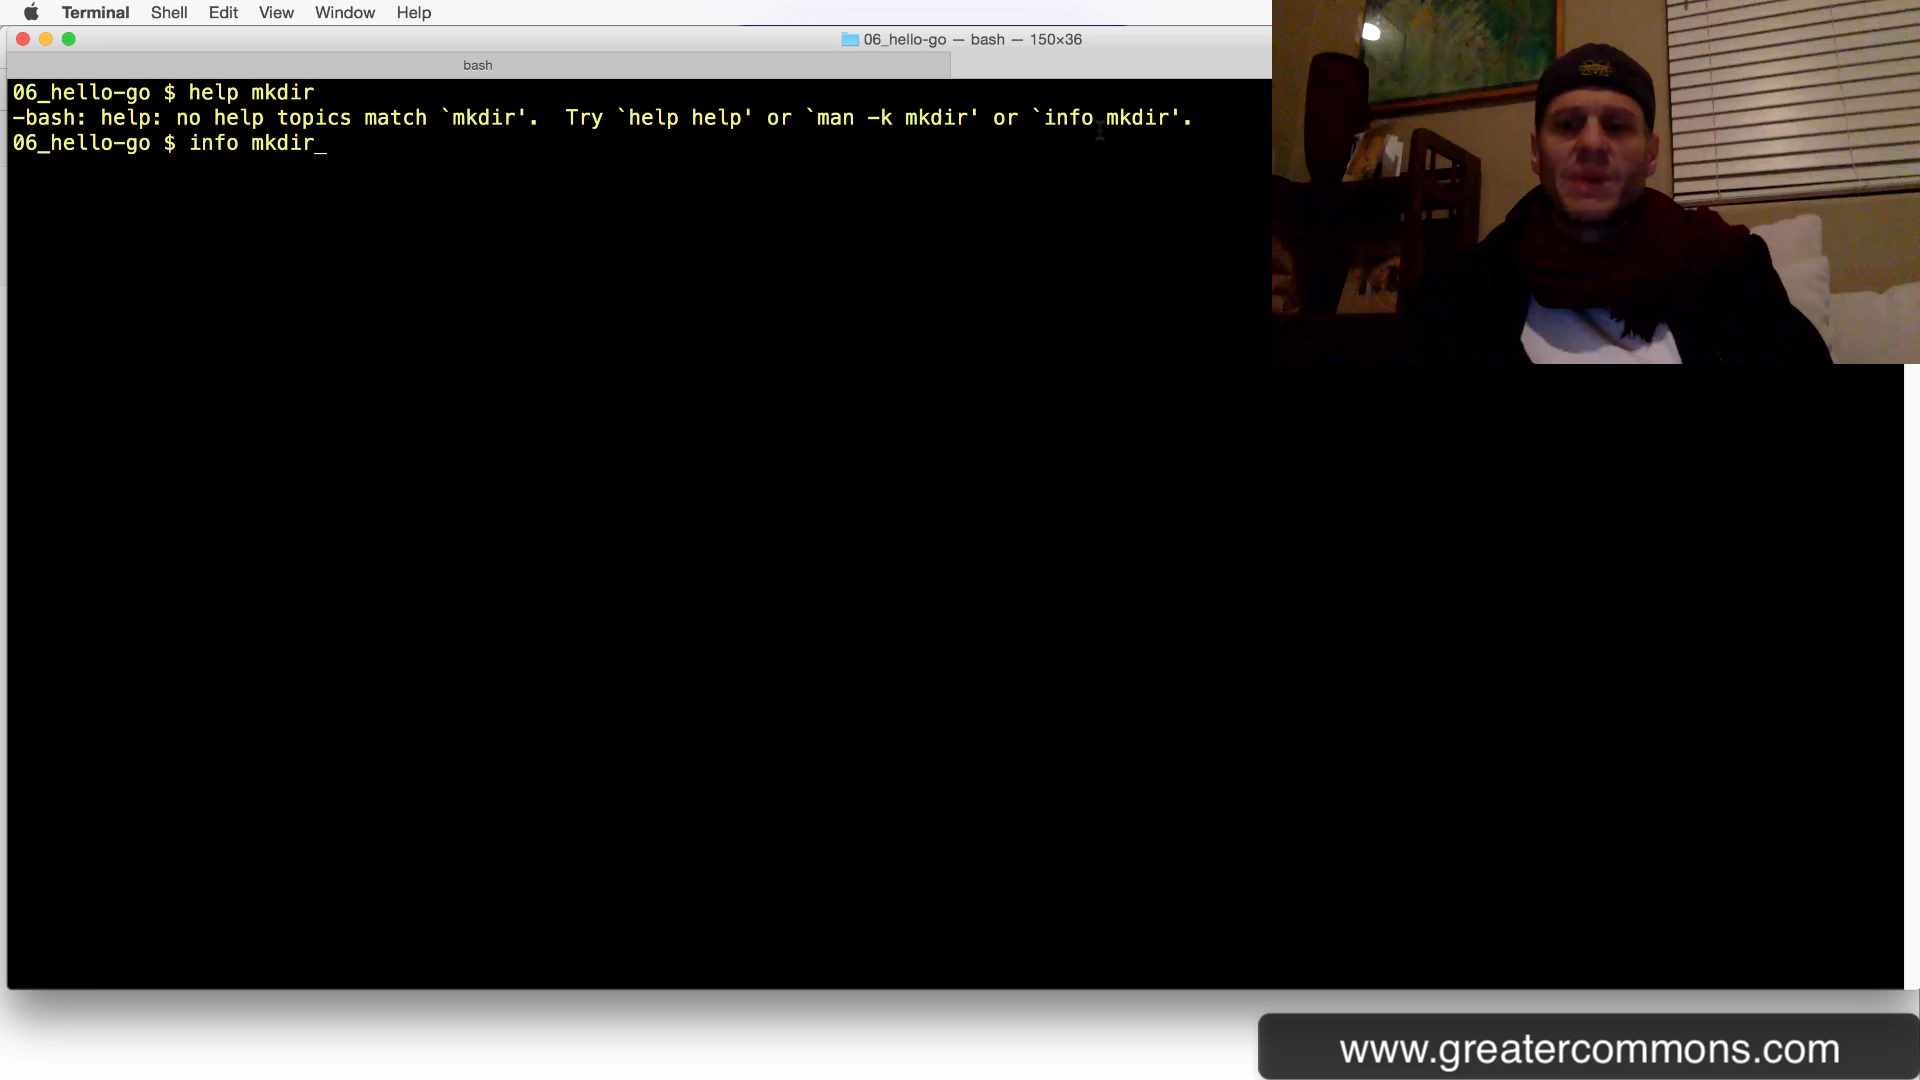 Terminal Shell Edit View Window Help
06_hello-go — bash — 150×36
bash
06_hello-go $ help mkdir
-bash: help: no help topics match `mkdir'.  Try `help help' or `man -k mkdir' or `info mkdir'.
06_hello-go $ info mkdir_
www.greatercommons.com